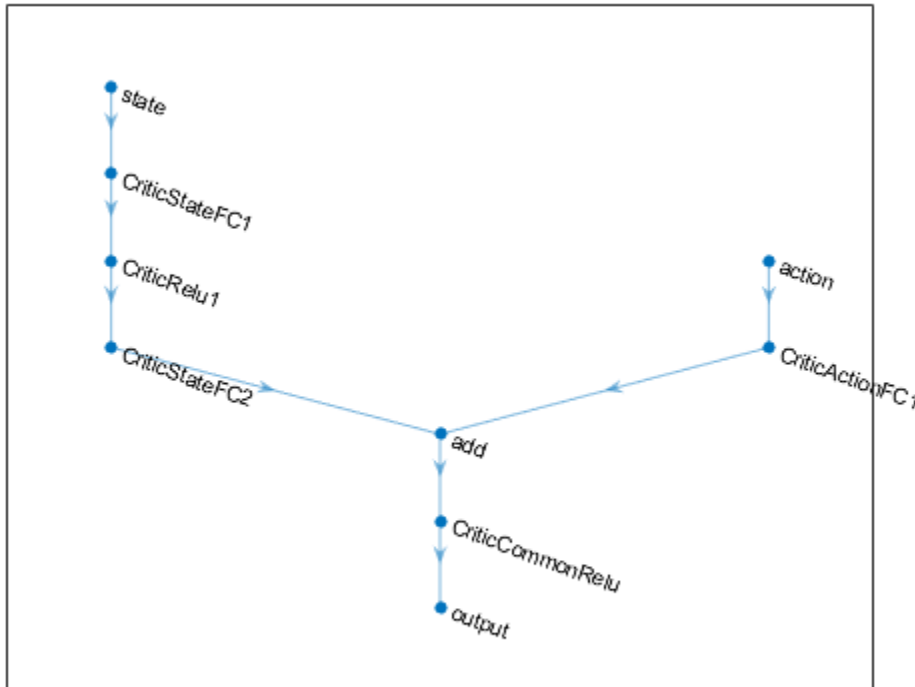 state
CriticStateFC1
CriticRelu1
action
CriticStateFC2
CriticActionFC1
add
CriticCommonRelu
output